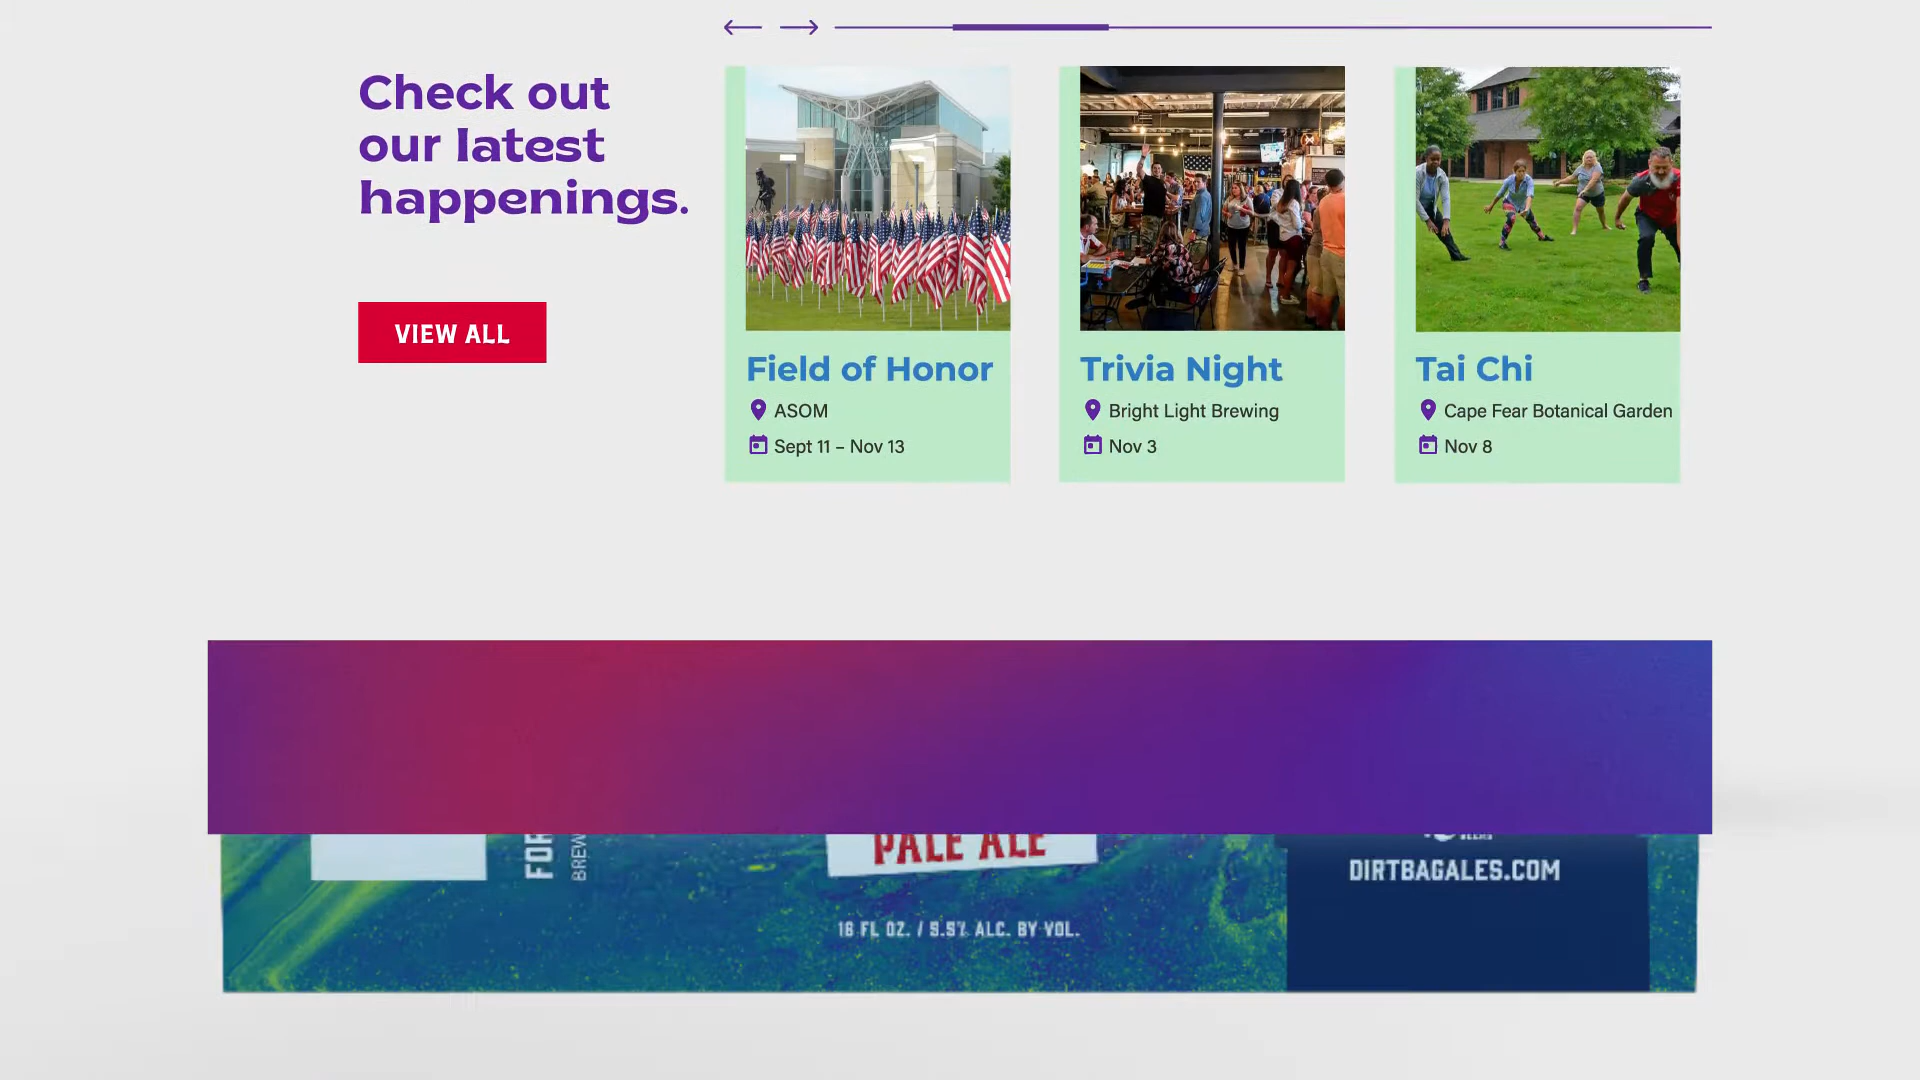 Check out
our latest
happenings.
VIEW ALL
Field of Honor
ASOM
Sept 11 – Nov 13
Trivia Night
Bright Light Brewing
Nov 3
Tai Chi
Cape Fear Botanical Garden
Nov 8
FOR
BREW
PALE ALE
DIRTBAGALES.COM
16 FL OZ. / 5.5% ALC. BY VOL.